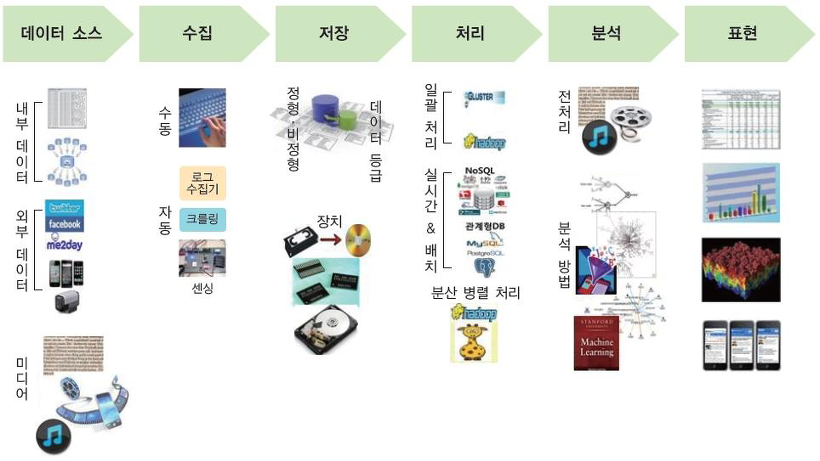 데이터 소스
수집
저장
처리
분석
표현
내부 데이터
외부 데이터
twitter
facebook
me2day
미디어
수동
자동
로그
수집기
크롤링
센싱
정형·비정형
데이터 등급
장치
일괄 처리
GLUSTER
hadoop
실시간 & 배치
NoSQL
관계형DB
MySQL
PostgreSQL
분산 병렬 처리
hadoop
전처리
분석 방법
STANFORD
UNIVERSITY
Machine
Learning